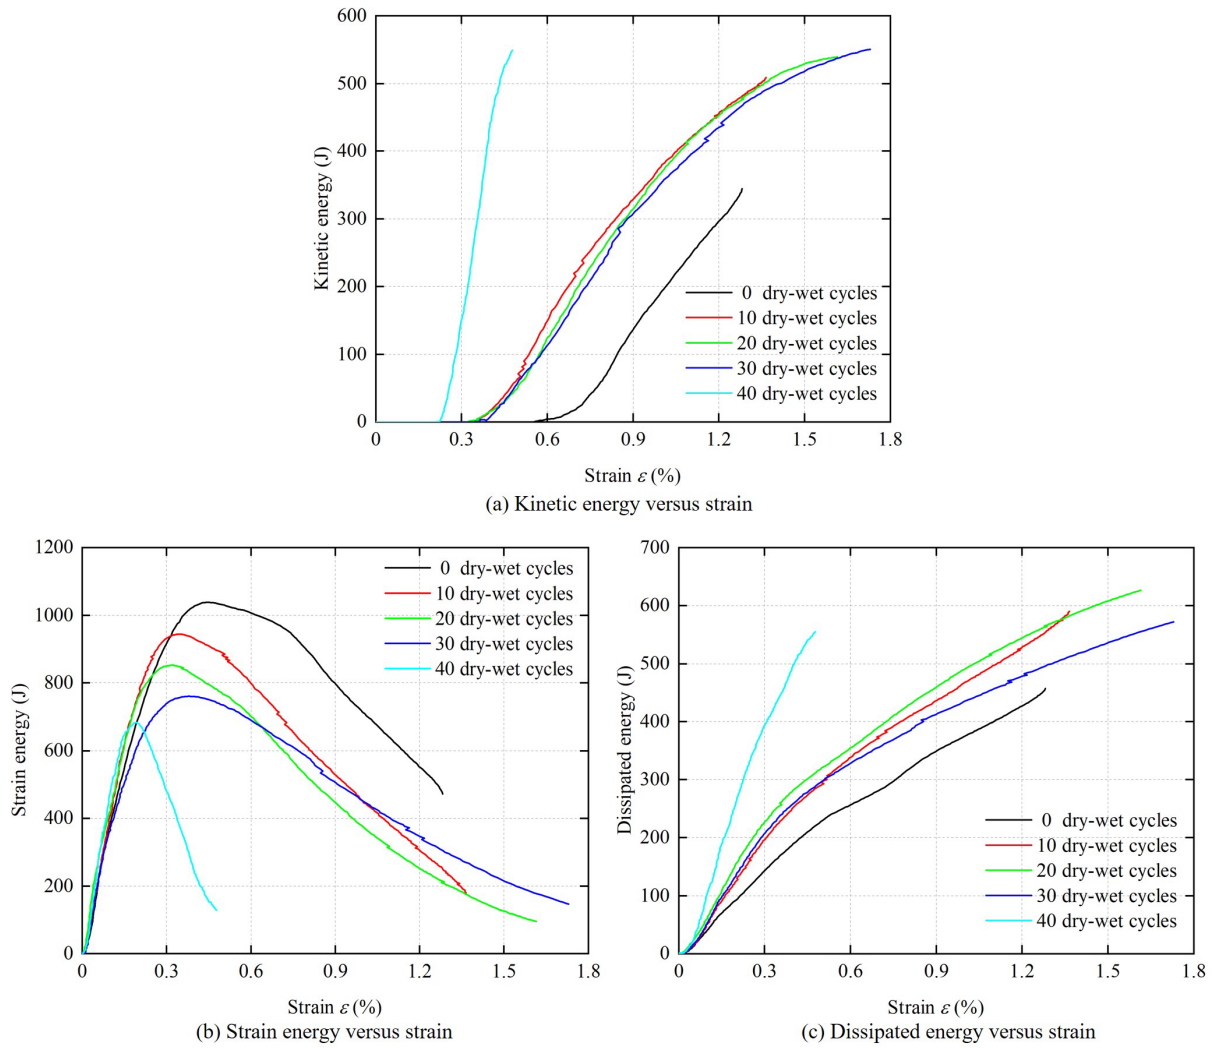 600
500
400
300
200
100
0
Kinetic energy (J)
0 dry-wet cycles
10 dry-wet cycles
20 dry-wet cycles
30 dry-wet cycles
40 dry-wet cycles
0 0.3 0.6 0.9 1.2 1.5 1.8
Strain ε (%)
(a) Kinetic energy versus strain
1200
1000
800
600
400
200
0
Strain energy (J)
0 dry-wet cycles
10 dry-wet cycles
20 dry-wet cycles
30 dry-wet cycles
40 dry-wet cycles
0 0.3 0.6 0.9 1.2 1.5 1.8
Strain ε (%)
(b) Strain energy versus strain
700
600
500
400
300
200
100
0
Dissipated energy (J)
0 dry-wet cycles
10 dry-wet cycles
20 dry-wet cycles
30 dry-wet cycles
40 dry-wet cycles
0 0.3 0.6 0.9 1.2 1.5 1.8
Strain ε (%)
(c) Dissipated energy versus strain